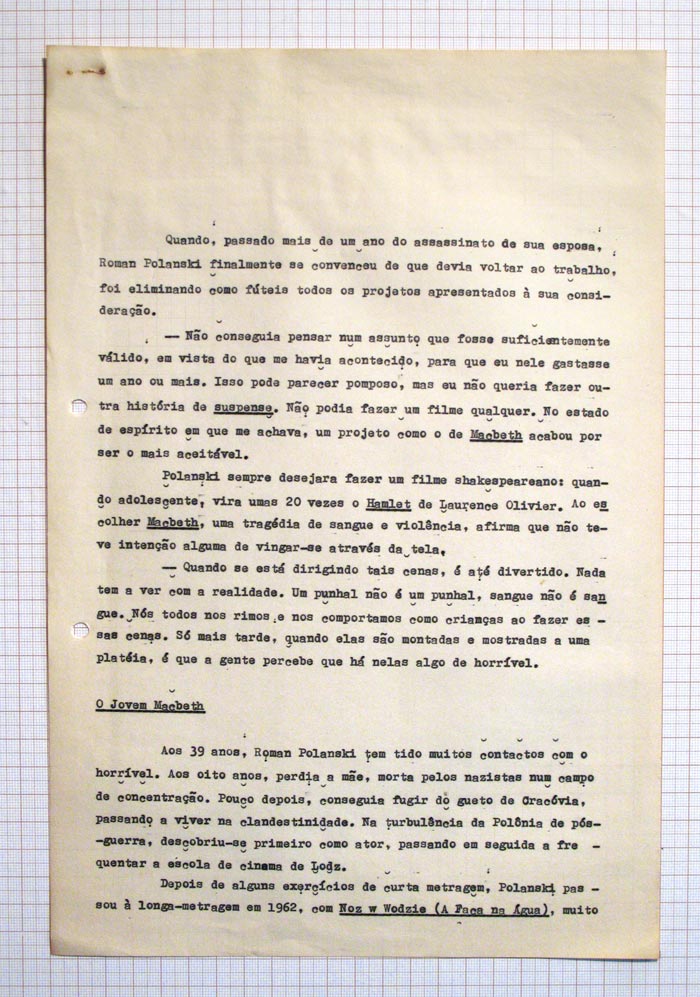 Quando, passado mais de um ano do assassinato de sua esposa,
Roman Polanski finalmente se convenceu de que devia voltar ao trabalho,
foi eliminando como fúteis todos os projetos apresentados à sua consi-
deração.
— Não conseguia pensar num assunto que fosse suficientemente
válido, em vista do que me havia acontecido, para que eu nele gastasse
um ano ou mais. Isso pode parecer pomposo, mas eu não queria fazer ou-
tra história de suspense. Não podia fazer um filme qualquer. No estado
de espírito em que me achava, um projeto como o de Macbeth acabou por
ser o mais aceitável.
Polanski sempre desejara fazer um filme shakespeareano: quan-
do adolescente, vira umas 20 vezes o Hamlet de Laurence Olivier. Ao es
colher Macbeth, uma tragédia de sangue e violência, afirma que não te-
ve intenção alguma de vingar-se através da tela.
— Quando se está dirigindo tais cenas, é até divertido. Nada
tem a ver com a realidade. Um punhal não é um punhal, sangue não é san
gue. Nós todos nos rimos e nos comportamos como crianças ao fazer es -
sas cenas. Só mais tarde, quando elas são montadas e mostradas a uma
platéia, é que a gente percebe que há nelas algo de horrível.
O Jovem Macbeth
Aos 39 anos, Roman Polanski tem tido muitos contactos com o
horrível. Aos oito anos, perdia a mãe, morta pelos nazistas num campo
de concentração. Pouco depois, conseguia fugir do gueto de Cracóvia,
passando a viver na clandestinidade. Na turbulência da Polônia de pós-
-guerra, descobriu-se primeiro como ator, passando em seguida a fre -
quentar a escola de cinema de Lodz.
Depois de alguns exercícios de curta metragem, Polanski pas -
sou à longa-metragem em 1962, com Noz w Wodzie (A Faca na Água), muito